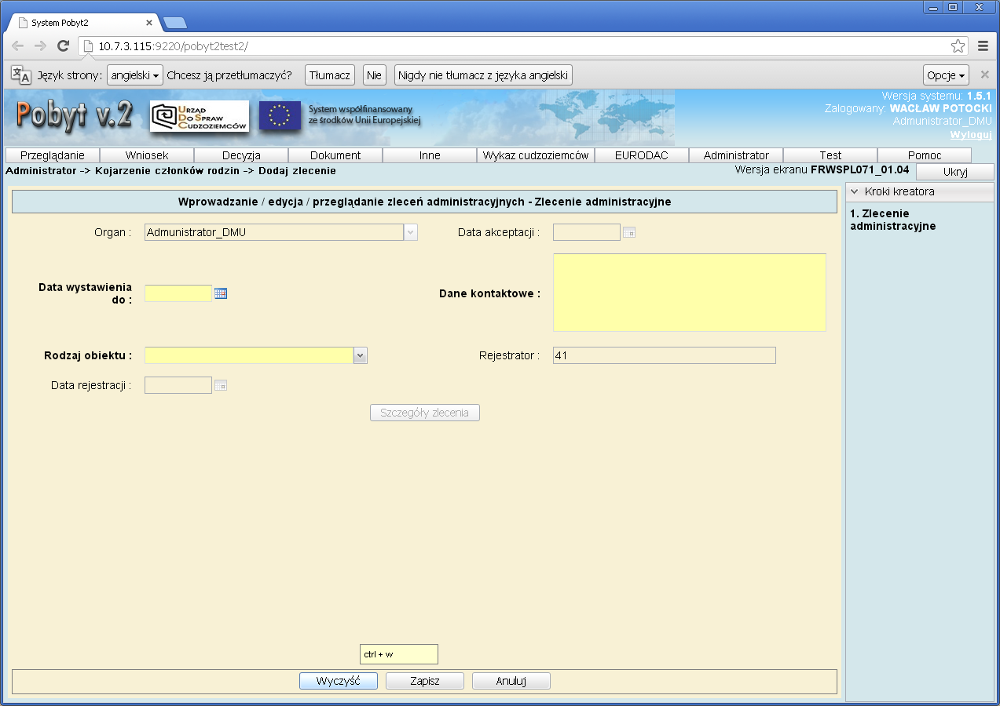 System Pobyt2
10.7.3.115:9220/pobyt2test2/
Język strony: angielski Chcesz ją przetłumaczyć? Tłumacz Nie Nigdy nie tłumacz z języka angielski Opcje
Pobyt v.2
URZĄD
DO SPRAW
CUDZOZIEMCÓW
System współfinansowany
ze środków Unii Europejskiej
Wersja systemu: 1.5.1
Zalogowany: WACŁAW POTOCKI
Admunistrator_DMU
Wyloguj
Przeglądanie Wniosek Decyzja Dokument Inne Wykaz cudzoziemców EURODAC Administrator Test Pomoc
Administrator -> Kojarzenie członków rodzin -> Dodaj zlecenie
Wersja ekranu FRWSPL071_01.04
Ukryj
Wprowadzanie / edycja / przeglądanie zleceń administracyjnych - Zlecenie administracyjne
Kroki kreatora
1. Zlecenie
administracyjne
Organ : Admunistrator_DMU
Data akceptacji :
Data wystawienia
do :
Dane kontaktowe :
Rodzaj obiektu :
Rejestrator : 41
Data rejestracji :
Szczegóły zlecenia
ctrl + w
Wyczyść Zapisz Anuluj